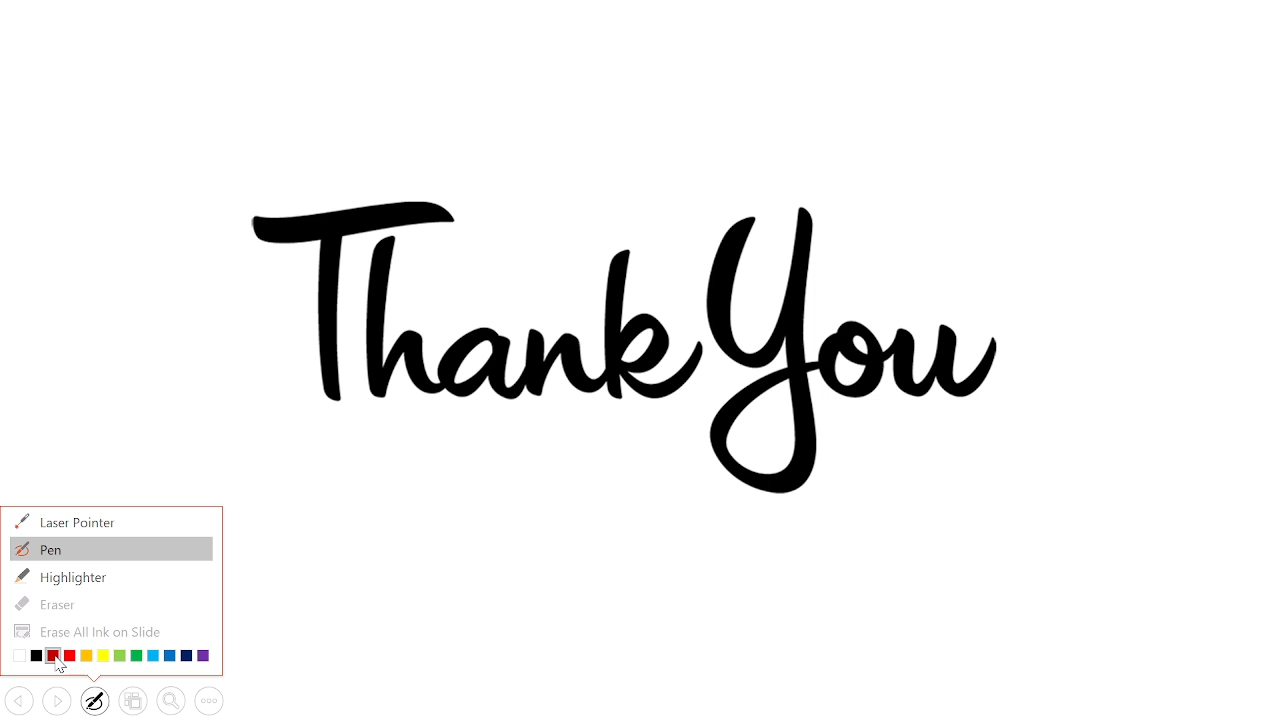 Thank You
Laser Pointer
Pen
Highlighter
Eraser
Erase All Ink on Slide